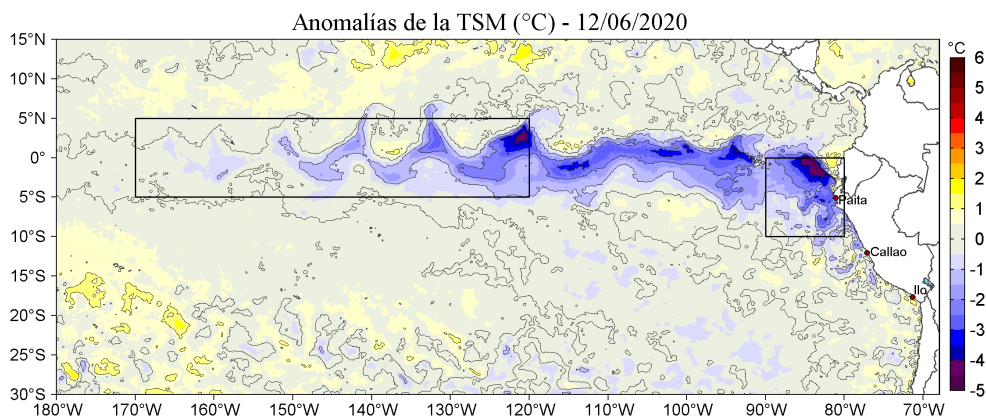 Anomalías de la TSM (°C) - 12/06/2020
15°N
10°N
5°N
0°
5°S
10°S
15°S
20°S
25°S
30°S
180°W
170°W
160°W
150°W
140°W
130°W
120°W
110°W
100°W
90°W
80°W
70°W
Paita
Callao
Ilo
°C
6
5
4
3
2
1
0
-1
-2
-3
-4
-5